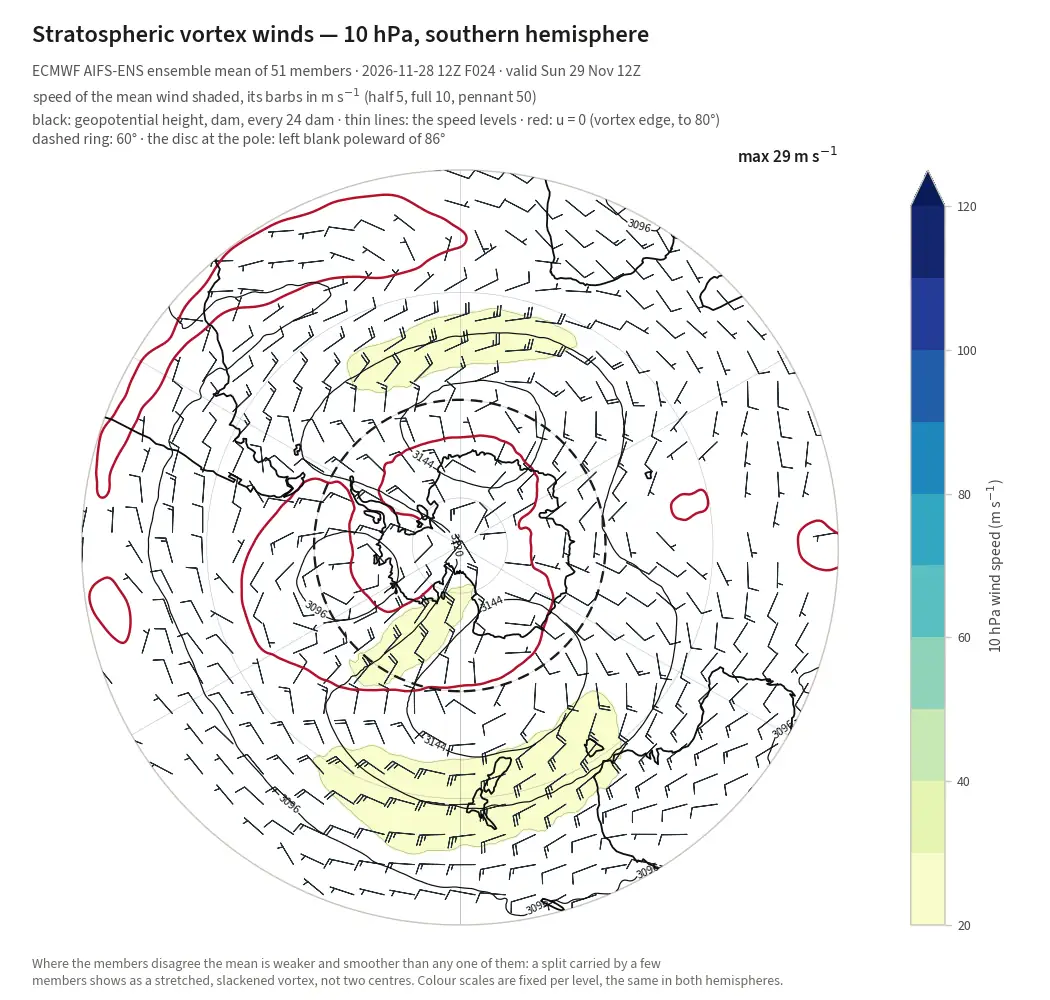 Stratospheric vortex winds — 10 hPa, southern hemisphere
ECMWF AIFS-ENS ensemble mean of 51 members · 2026-11-28 12Z F024 · valid Sun 29 Nov 12Z
speed of the mean wind shaded, its barbs in m s⁻¹ (half 5, full 10, pennant 50)
black: geopotential height, dam, every 24 dam · thin lines: the speed levels · red: u = 0 (vortex edge, to 80°)
dashed ring: 60° · the disc at the pole: left blank poleward of 86°
max 29 m s⁻¹
3096
3144
3120
3096
3144
3144
3096
3096
3096
120
100
80
60
40
20
10 hPa wind speed (m s⁻¹)
Where the members disagree the mean is weaker and smoother than any one of them: a split carried by a few
members shows as a stretched, slackened vortex, not two centres. Colour scales are fixed per level, the same in both hemispheres.